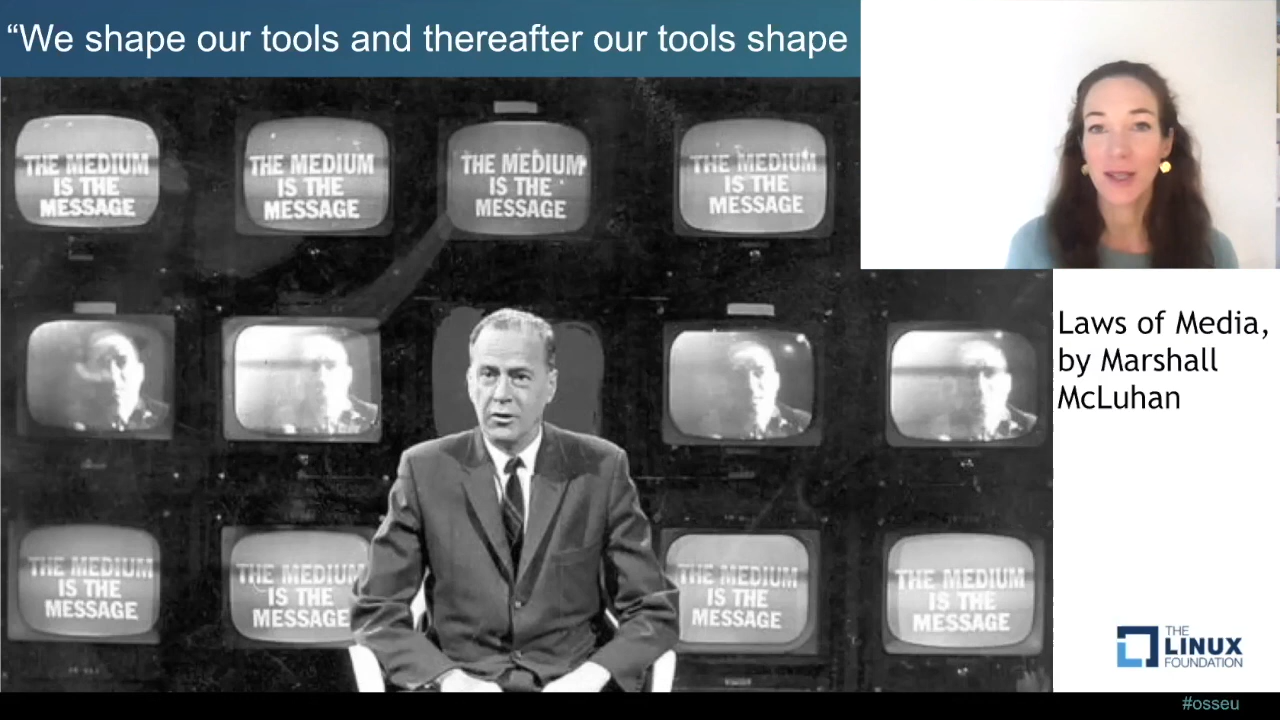 “We shape our tools and thereafter our tools shape
THE MEDIUM
IS THE
MESSAGE
THE MEDIUM
IS THE
MESSAGE
THE MEDIUM
IS THE
MESSAGE
THE MEDIUM
IS THE
MESSAGE
Laws of Media,
by Marshall
McLuhan
THE MEDIUM
IS THE
MESSAGE
THE MEDIUM
IS THE
MESSAGE
THE MEDIUM
IS THE
MESSAGE
THE MEDIUM
IS THE
MESSAGE
THE
LINUX
FOUNDATION
#osseu